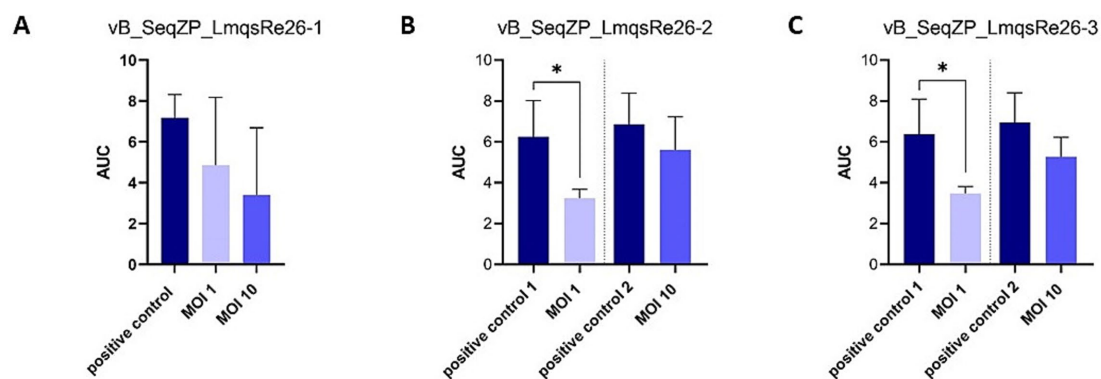 A
vB_SeqZP_LmqsRe26-1
10
8
6
4
2
0
AUC
positive control
MOI 1
MOI 10
B
vB_SeqZP_LmqsRe26-2
10
8
6
4
2
0
AUC
*
positive control 1
MOI 1
positive control 2
MOI 10
C
vB_SeqZP_LmqsRe26-3
10
8
6
4
2
0
AUC
*
positive control 1
MOI 1
positive control 2
MOI 10